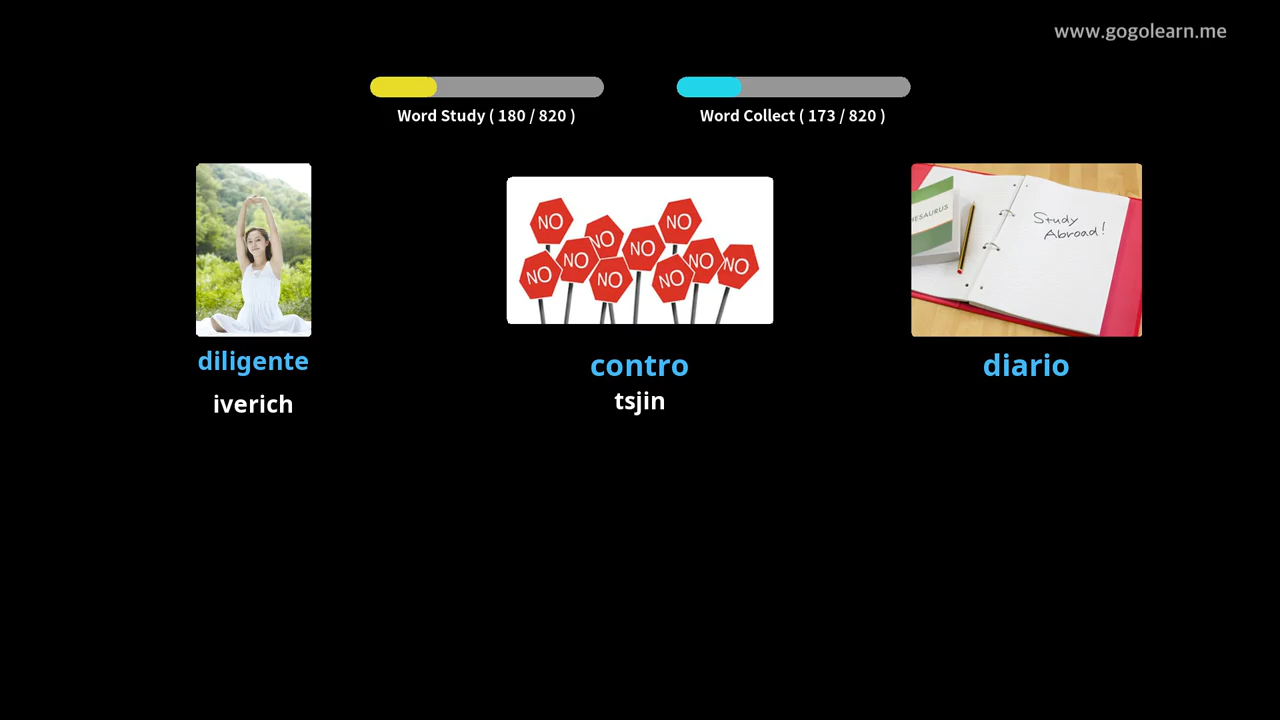 www.gogolearn.me
Word Study ( 180 / 820 )
Word Collect ( 173 / 820 )
NO
NO
NO
NO
NO
NO
NO
NO
NO
NO
THESAURUS
Study
Abroad!
diligente
contro
diario
iverich
tsjin